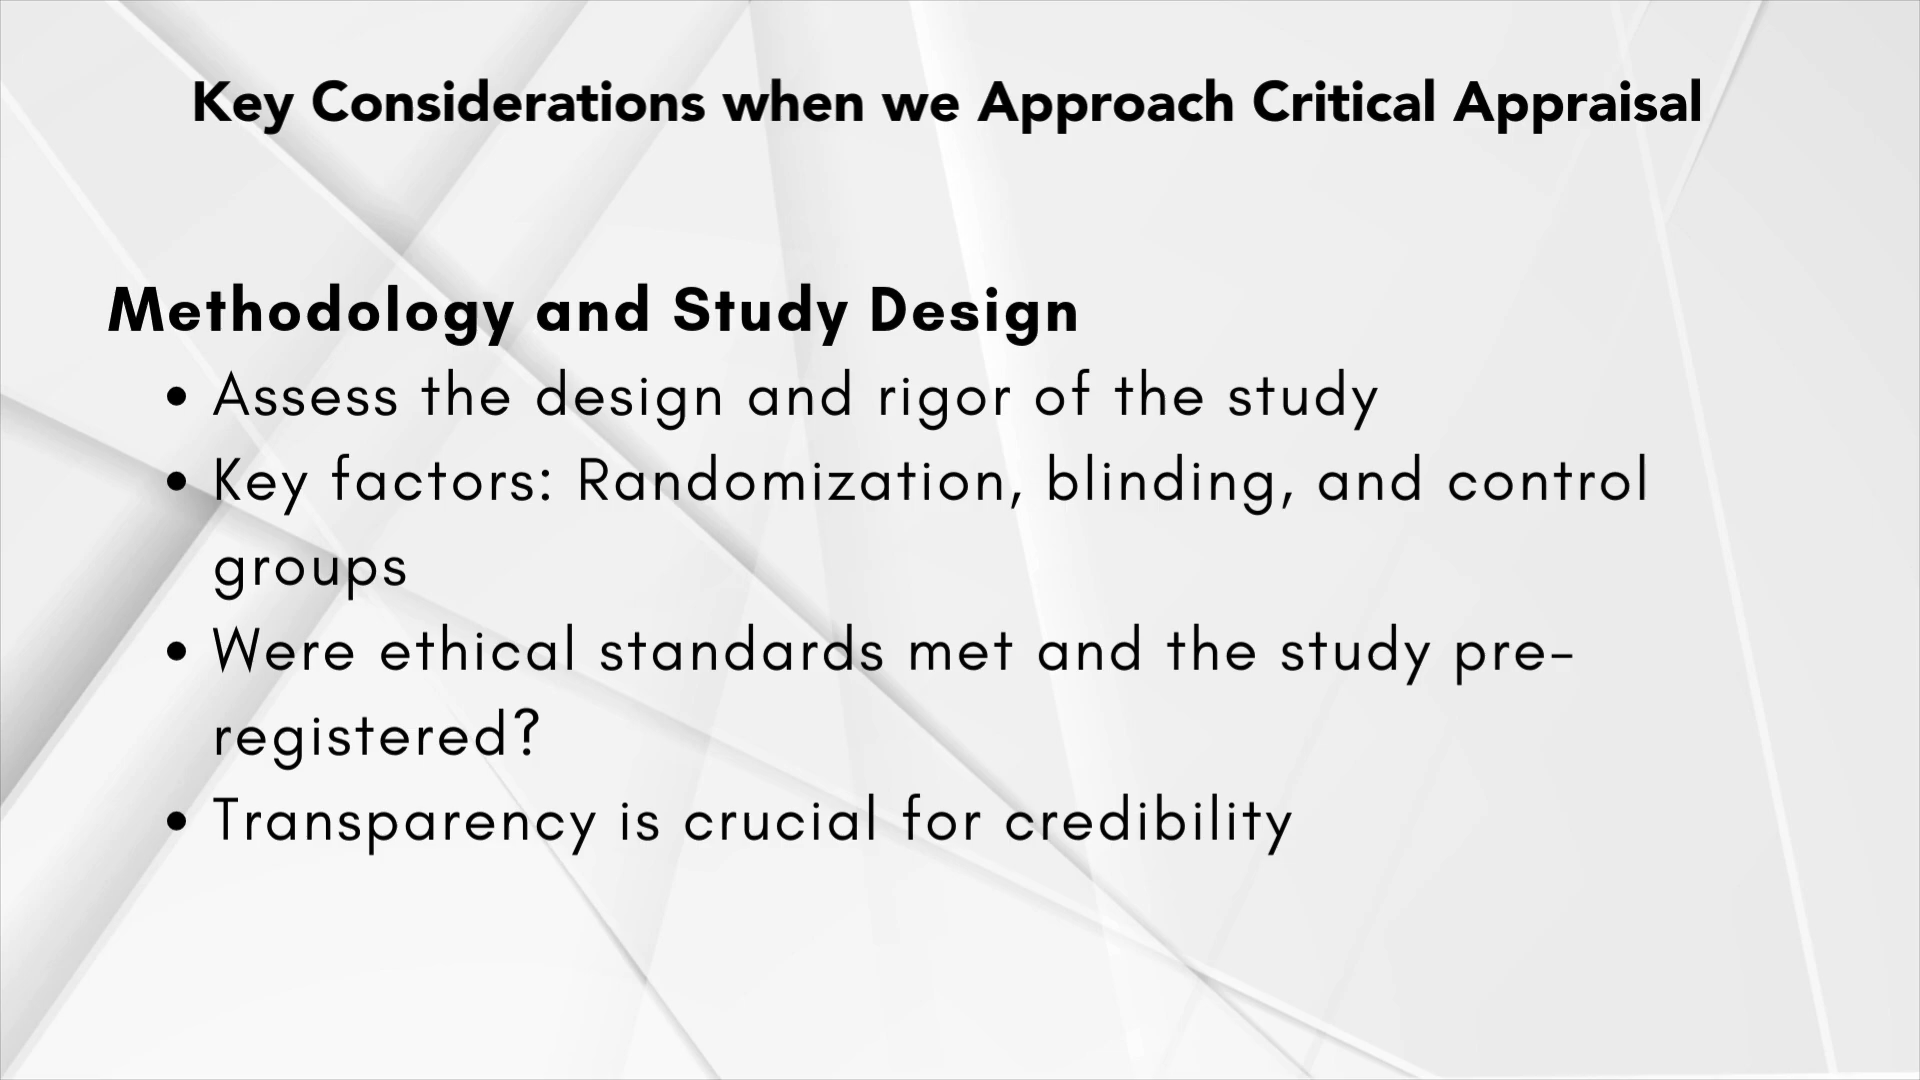 Key Considerations when we Approach Critical Appraisal
Methodology and Study Design
• Assess the design and rigor of the study
• Key factors: Randomization, blinding, and control
groups
• Were ethical standards met and the study pre-
registered?
• Transparency is crucial for credibility